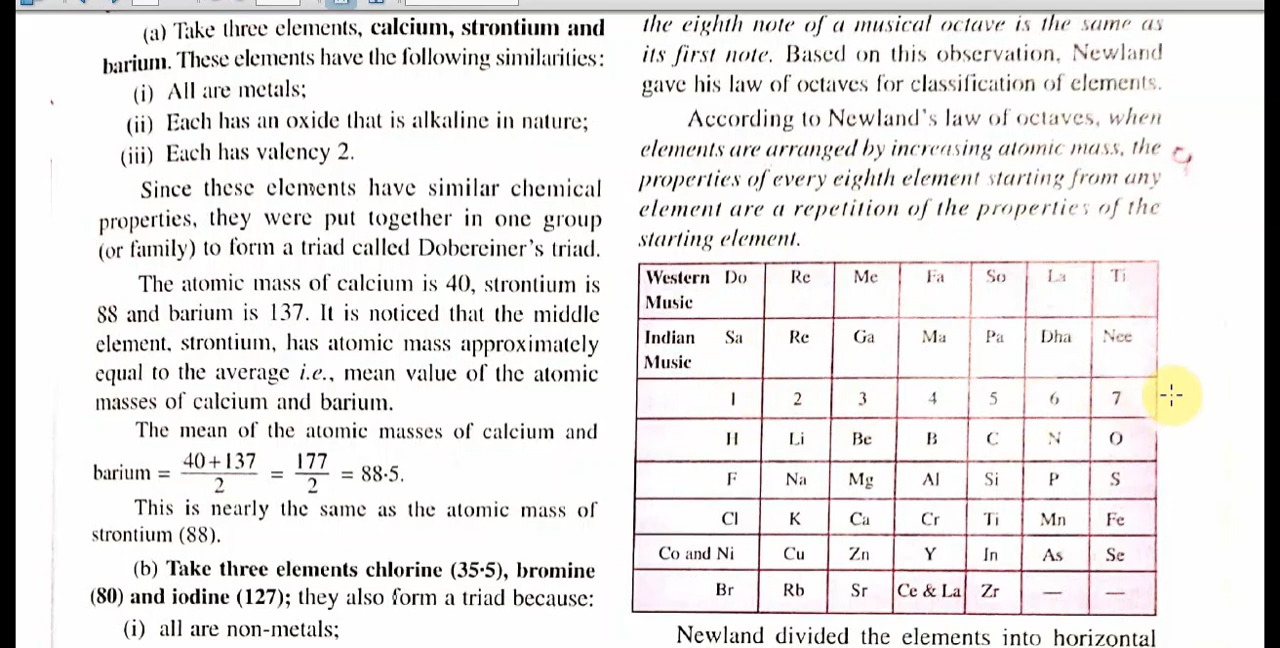 (a) Take three elements, calcium, strontium and
barium. These elements have the following similarities:
(i) All are metals;
(ii) Each has an oxide that is alkaline in nature;
(iii) Each has valency 2.
Since these elements have similar chemical
properties, they were put together in one group
(or family) to form a triad called Dobereiner's triad.
The atomic mass of calcium is 40, strontium is
88 and barium is 137. It is noticed that the middle
element, strontium, has atomic mass approximately
equal to the average i.e., mean value of the atomic
masses of calcium and barium.
The mean of the atomic masses of calcium and
barium = 40+137/2 = 177/2 = 88·5.
This is nearly the same as the atomic mass of
strontium (88).
(b) Take three elements chlorine (35·5), bromine
(80) and iodine (127); they also form a triad because:
(i) all are non-metals;
the eighth note of a musical octave is the same as
its first note. Based on this observation, Newland
gave his law of octaves for classification of elements.
According to Newland's law of octaves, when
elements are arranged by increasing atomic mass, the
properties of every eighth element starting from any
element are a repetition of the properties of the
starting element.
Western Music Do Re Me Fa So La Ti
Indian Music Sa Re Ga Ma Pa Dha Nee
1 2 3 4 5 6 7
H Li Be B C N O
F Na Mg Al Si P S
Cl K Ca Cr Ti Mn Fe
Co and Ni Cu Zn Y In As Se
Br Rb Sr Ce & La Zr — —
Newland divided the elements into horizontal